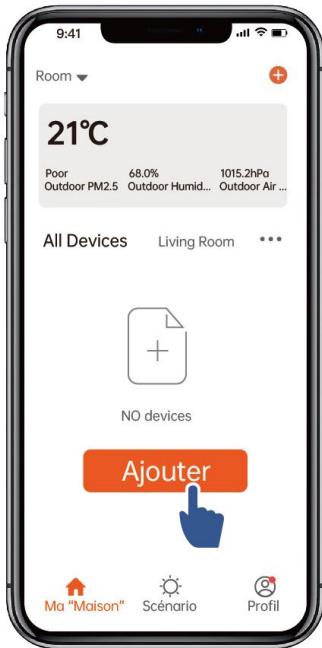 9:41
Room
21°C
Poor 68.0% 1015.2hPa
Outdoor PM2.5 Outdoor Humid... Outdoor Air ...
All Devices Living Room
NO devices
Ajouter
Ma "Maison" Scénario Profil